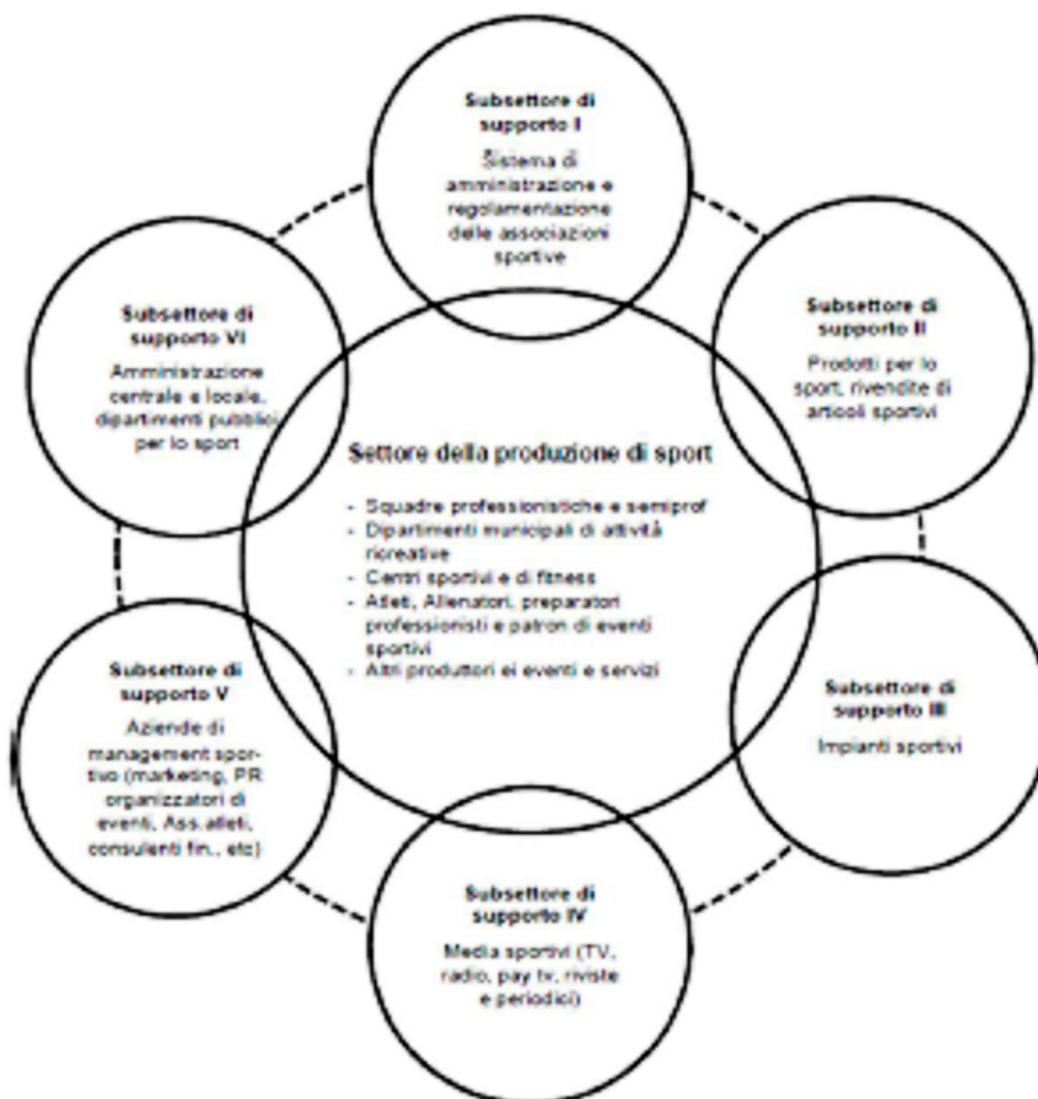 Subsettore di
supporto I
Sistema di
amministrazione e
regolamentazione
delle associazioni
sportive
Subsettore di
supporto II
Prodotti per lo
sport, rivendite di
articoli sportivi
Subsettore di
supporto III
Impianti sportivi
Subsettore di
supporto IV
Media sportivi (TV,
radio, pay tv, riviste
e periodici)
Subsettore di
supporto V
Aziende di
management spor-
tivo (marketing, PR
organizzatori di
eventi, Ass.atleti,
consulenti fin., etc)
Subsettore di
supporto VI
Amministrazione
centrale e locale,
dipartimenti pubblici
per lo sport
Settore della produzione di sport
- Squadre professionistiche e semiprof
- Dipartimenti municipali di attività
ricreative
- Centri sportivi e di fitness
- Atleti, Allenatori, preparatori
professionisti e patron di eventi
sportivi
- Altri produttori ei eventi e servizi